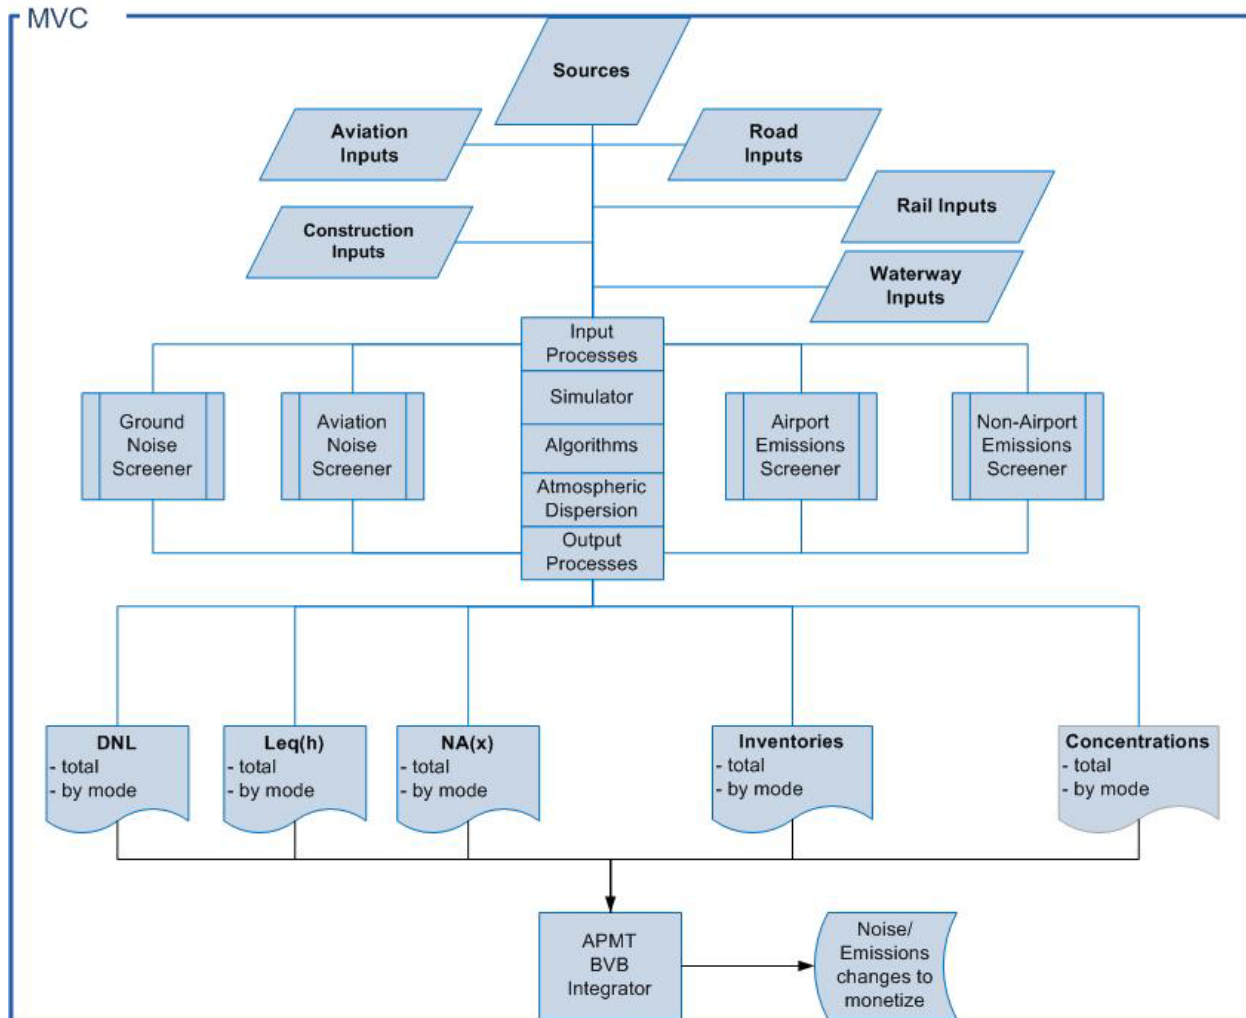 MVC
Sources
Aviation
Inputs
Road
Inputs
Rail Inputs
Construction
Inputs
Waterway
Inputs
Input
Processes
Simulator
Algorithms
Atmospheric
Dispersion
Output
Processes
Ground
Noise
Screener
Aviation
Noise
Screener
Airport
Emissions
Screener
Non-Airport
Emissions
Screener
DNL
- total
- by mode
Leq(h)
- total
- by mode
NA(x)
- total
- by mode
Inventories
- total
- by mode
Concentrations
- total
- by mode
APMT
BVB
Integrator
Noise/
Emissions
changes to
monetize